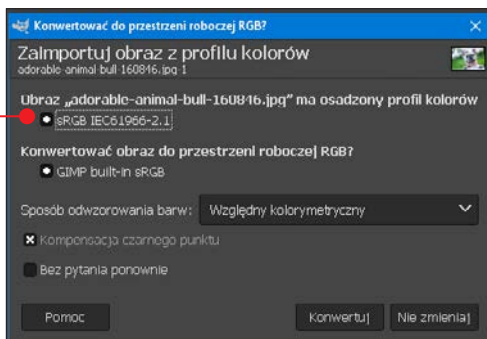 Konwertować do przestrzeni roboczej RGB?
Zaimportuj obraz z profilu kolorów
adorable-animal-bull-160846.jpg-1
Obraz „adorable-animal-bull-160846.jpg” ma osadzony profil kolorów
sRGB IEC61966-2.1
Konwertować obraz do przestrzeni roboczej RGB?
GIMP built-in sRGB
Sposób odwzorowania barw: Względny kolorymetryczny
Kompensacja czarnego punktu
Bez pytania ponownie
Pomoc Konwertuj Nie zmieniaj